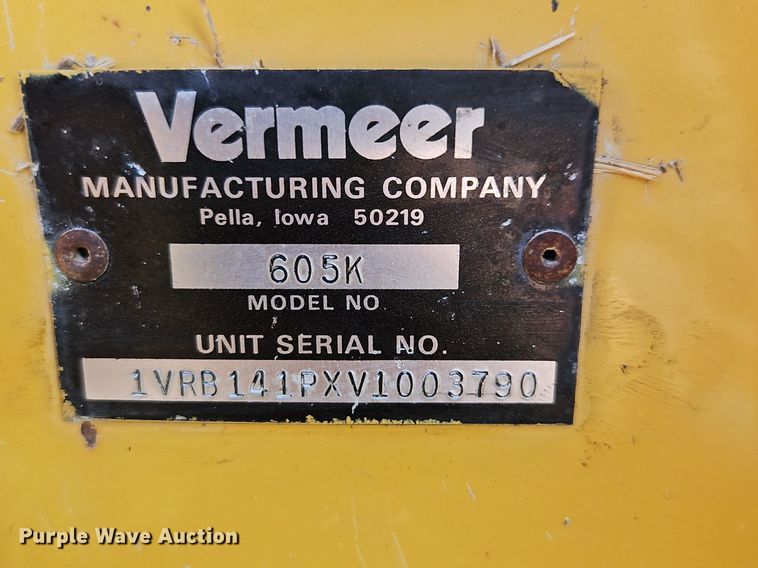 Vermeer
MANUFACTURING COMPANY
Pella, Iowa 50219
605K
MODEL NO
UNIT SERIAL NO.
1VRB141PXV1003790
Purple Wave Auction